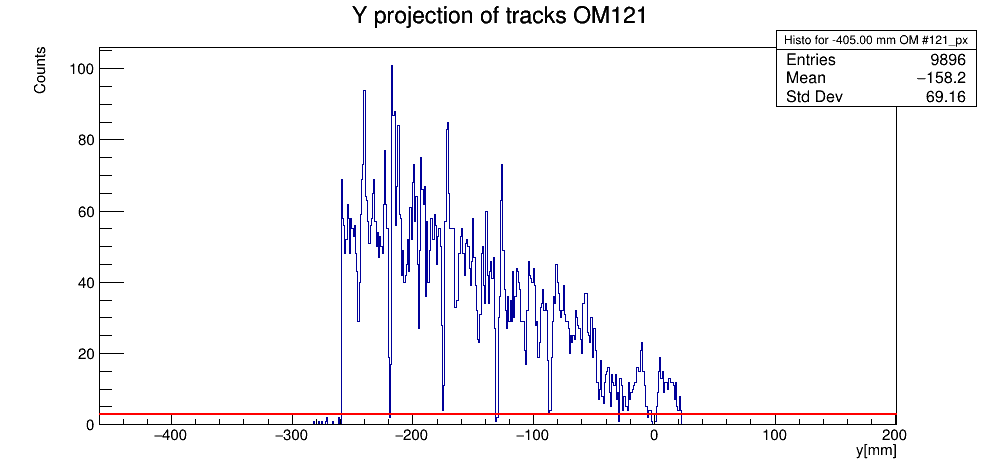 Y projection of tracks OM121
Histo for -405.00 mm OM #121_px
Entries 9896
Mean −158.2
Std Dev 69.16
Counts
100
80
60
40
20
0
−400 −300 −200 −100 0 100 200
y[mm]